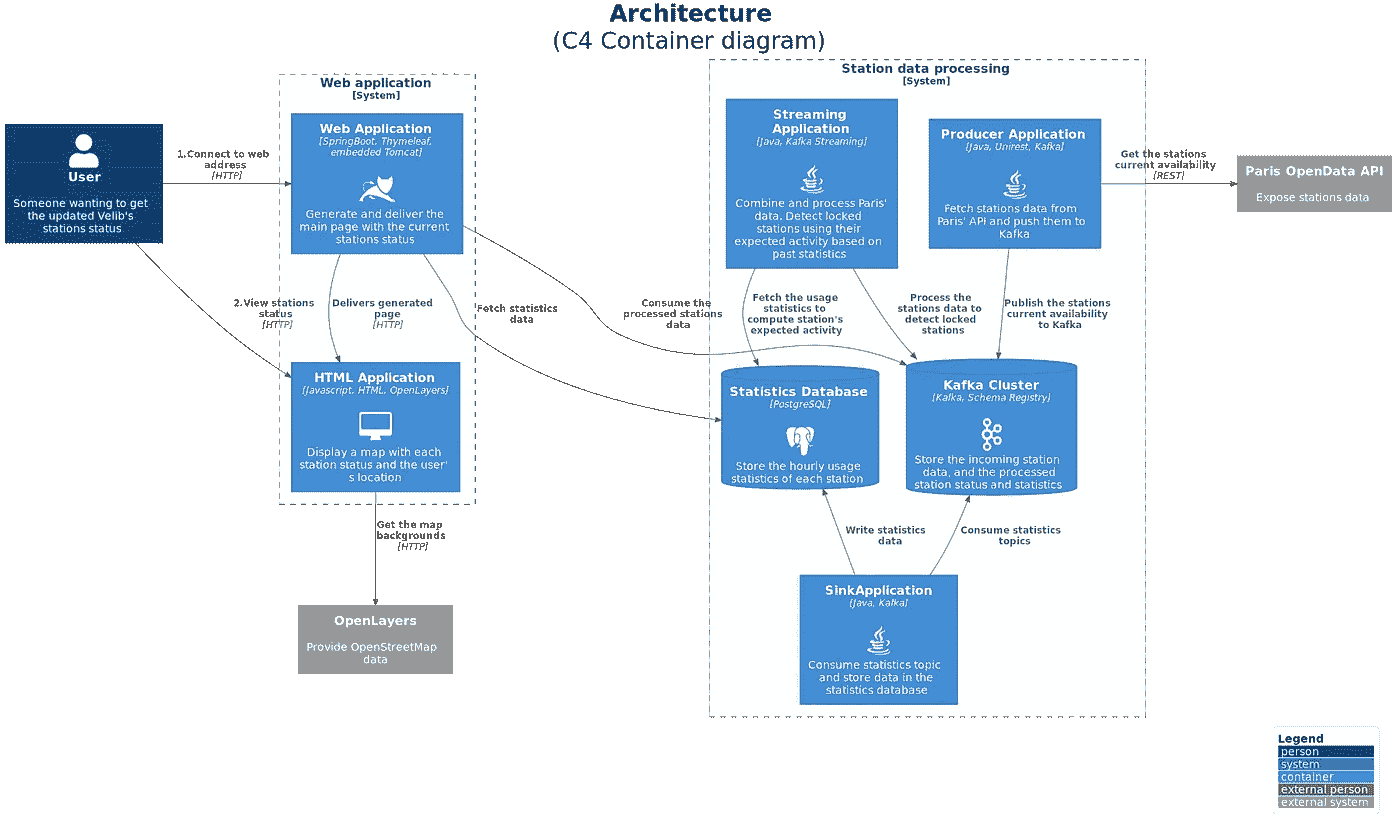 Architecture
(C4 Container diagram)
Web application
[System]
Station data processing
[System]
User
Someone wanting to get
the updated Velib's
stations status
1.Connect to web
address
[HTTP]
Web Application
[SpringBoot, Thymeleaf,
embedded Tomcat]
Generate and deliver the
main page with the current
stations status
Streaming
Application
[Java, Kafka Streaming]
Combine and process Paris'
data. Detect locked
stations using their
expected activity based on
past statistics
Producer Application
[Java, Unirest, Kafka]
Fetch stations data from
Paris' API and push them to
Kafka
Get the stations
current availability
[REST]
Paris OpenData API
Expose stations data
2.View stations
status
[HTTP]
Delivers generated
page
[HTTP]
Fetch statistics
data
Consume the
processed stations
data
Fetch the usage
statistics to
compute station's
expected activity
Process the
stations data to
detect locked
stations
Publish the stations
current availability
to Kafka
HTML Application
[Javascript, HTML, OpenLayers]
Display a map with each
station status and the user'
s location
Statistics Database
[PostgreSQL]
Store the hourly usage
statistics of each station
Kafka Cluster
[Kafka, Schema Registry]
Store the incoming station
data, and the processed
station status and statistics
Get the map
backgrounds
[HTTP]
Write statistics
data
Consume statistics
topics
OpenLayers
Provide OpenStreetMap
data
SinkApplication
[Java, Kafka]
Consume statistics topic
and store data in the
statistics database
Legend
person
system
container
external person
external system